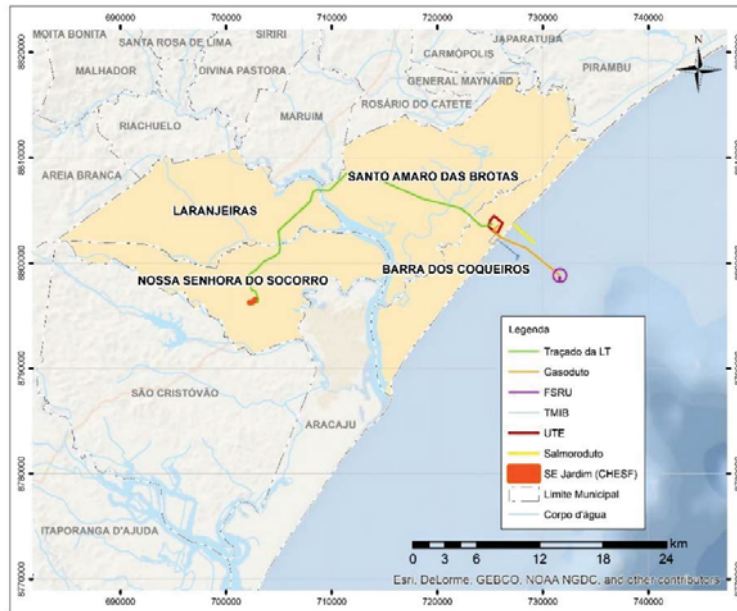 690000 700000 710000 720000 730000 740000
MOITA BONITA
SANTA ROSA DE LIMA
SIRIRI
JAPARATUBA
CARMÓPOLIS
MALHADOR
DIVINA PASTORA
GENERAL MAYNARD
PIRAMBU
N
ROSÁRIO DO CATETE
MARUIM
RIACHUELO
AREIA BRANCA
SANTO AMARO DAS BROTAS
LARANJEIRAS
NOSSA SENHORA DO SOCORRO
BARRA DOS COQUEIROS
SÃO CRISTÓVÃO
ARACAJU
ITAPORANGA D'AJUDA
8820000
8810000
8800000
8790000
8780000
8770000
Legenda
Traçado da LT
Gasoduto
FSRU
TMIB
UTE
Salmoroduto
SE Jardim (CHESF)
Limite Municipal
Corpo d'água
km
0 3 6 12 18 24
Esri, DeLorme, GEBCO, NOAA NGDC, and other contributors
690000 700000 710000 720000 730000 740000